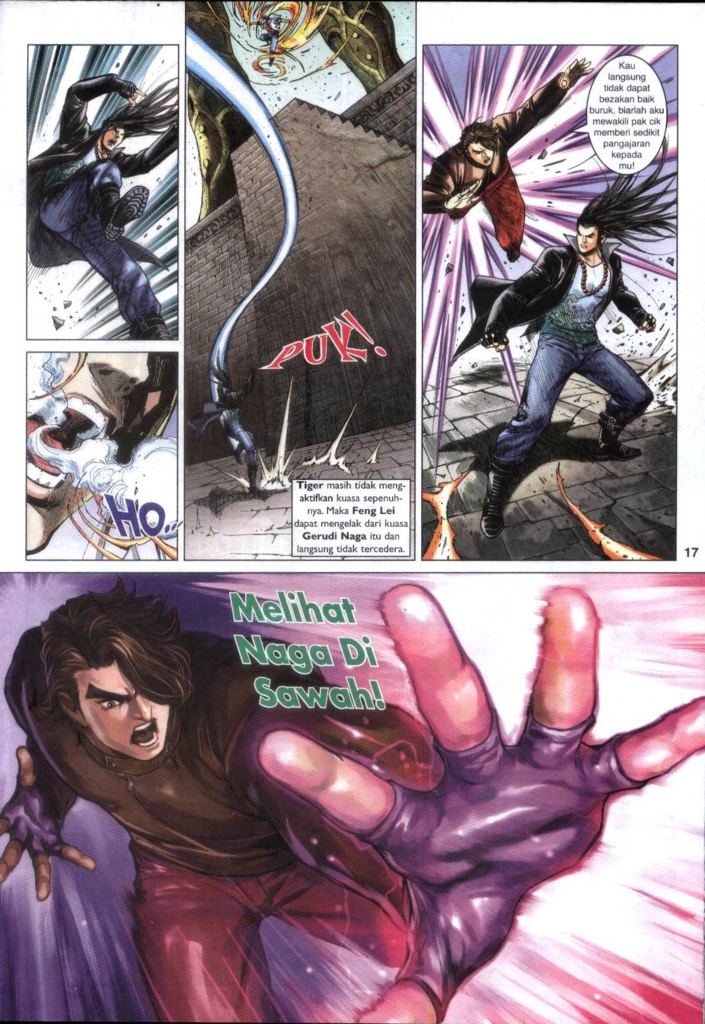 HO...
PUK!
Tiger masih tidak meng-
aktifkan kuasa sepenuh-
nya. Maka Feng Lei
dapat mengelak dari kuasa
Gerudi Naga itu dan
langsung tidak tercedera.
Kau
langsung
tidak dapat
bezakan baik
buruk, biarlah aku
mewakili pak cik
memberi sedikit
pangajaran
kepada
mu!
17
Melihat
Naga Di
Sawah!